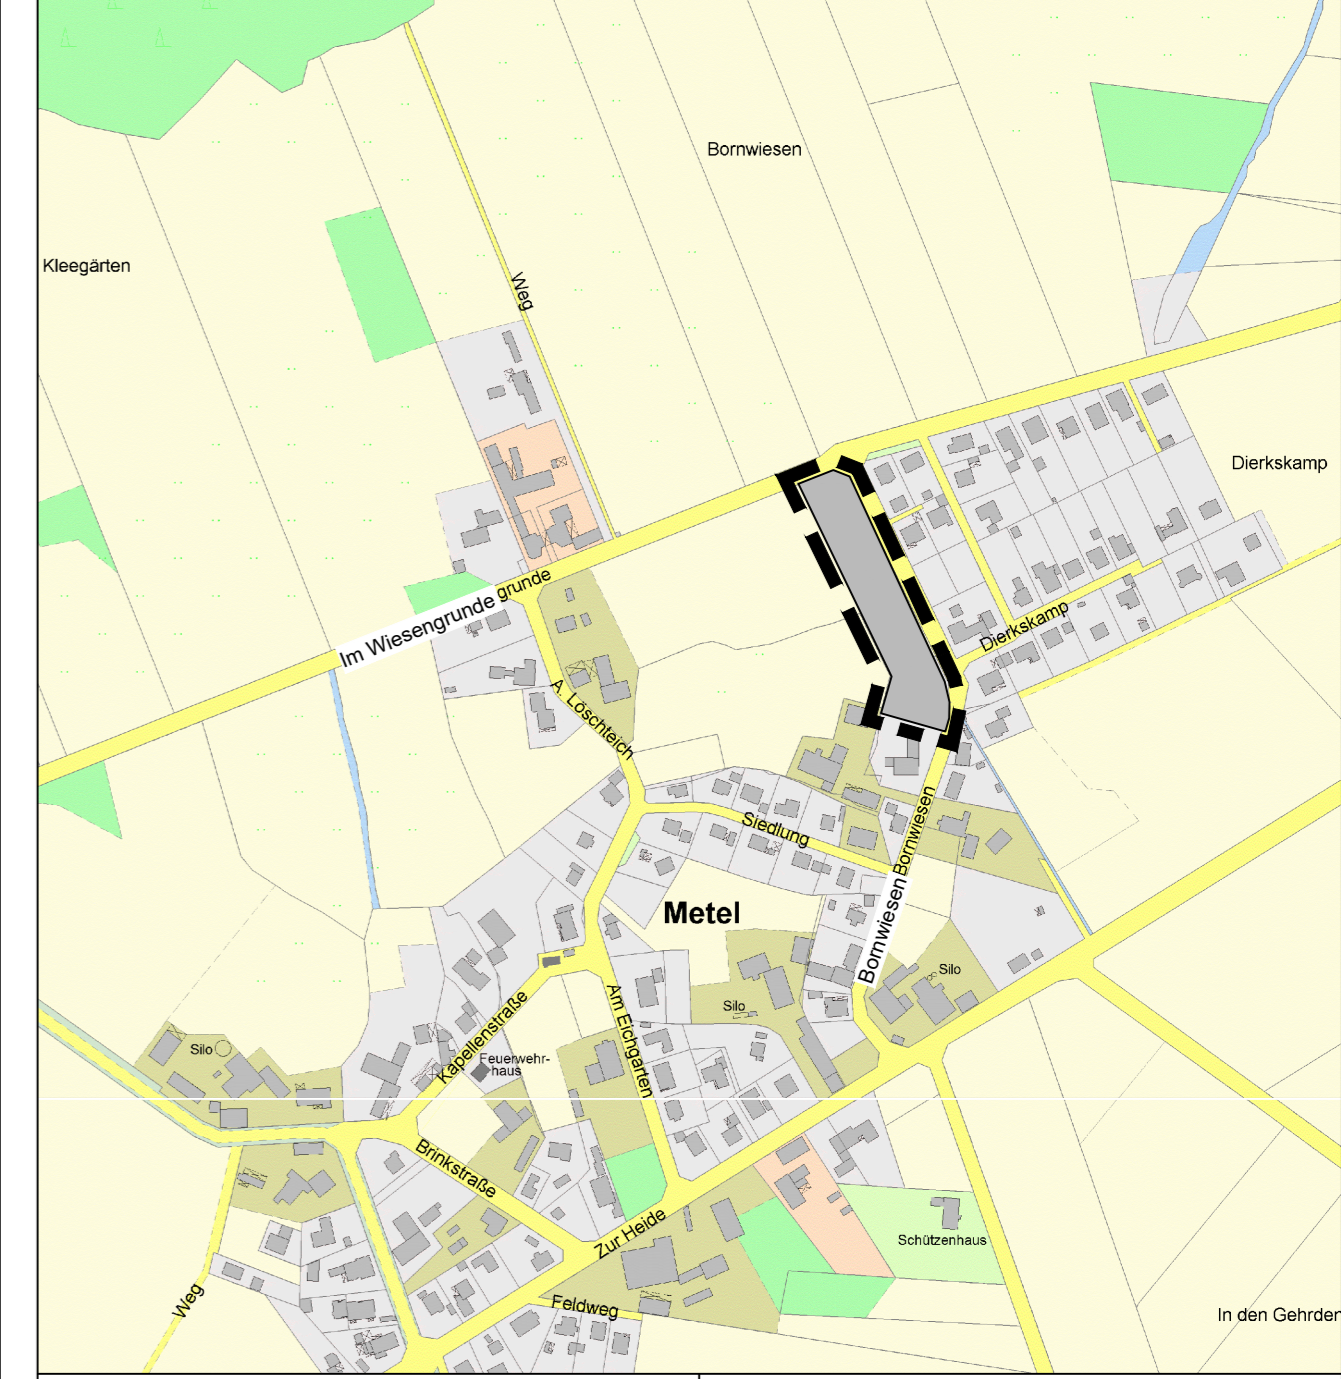 Bornwiesen
Kleegärten
Weg
Dierkskamp
grunde
Im Wiesengrunde
Dierkskamp
A. Löschteich
Siedlung
Bornwiesen
Metel
Bornwiesen
Silo
Silo
Am Eichgarten
Kapellenstraße
Silo
Feuerwehr-
haus
Brinkstraße
Zur Heide
Schützenhaus
Weg
Feldweg
In den Gehrden